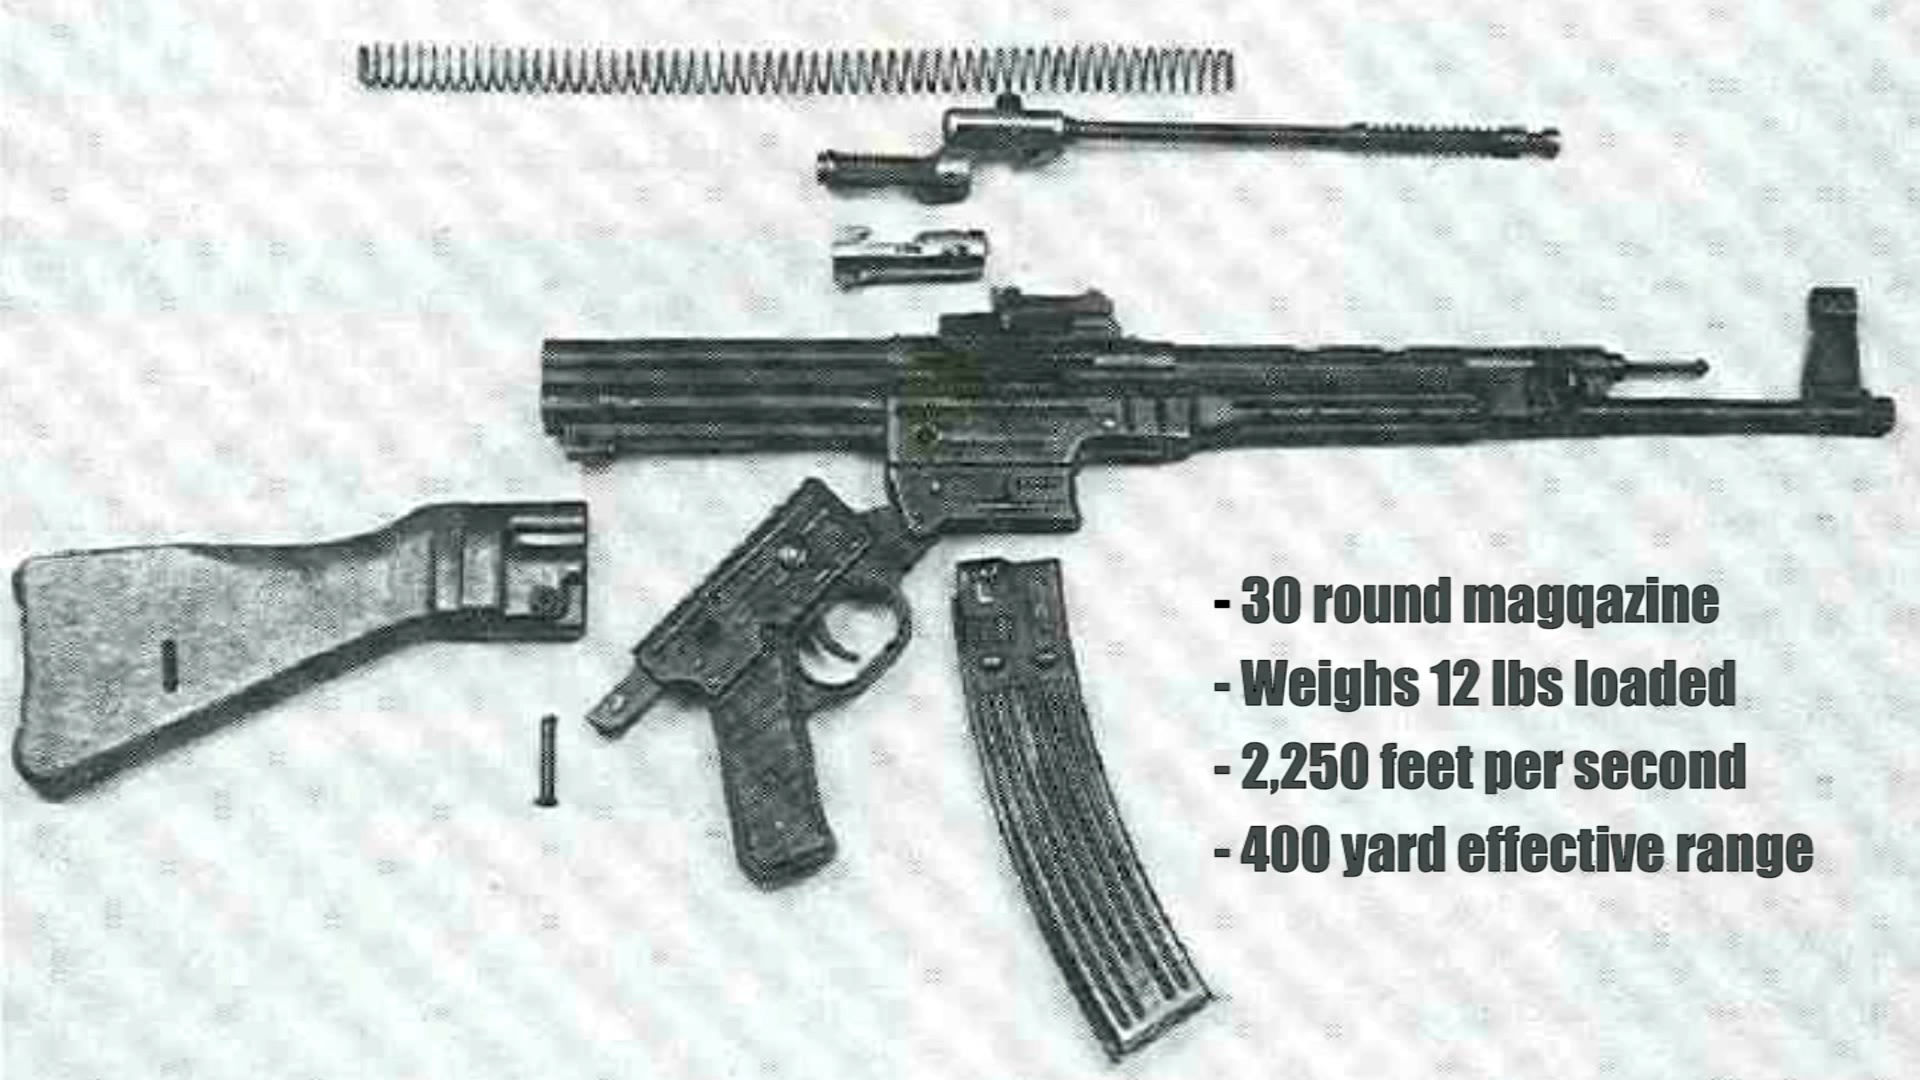 - 30 round magqazine
- Weighs 12 lbs loaded
- 2,250 feet per second
- 400 yard effective range